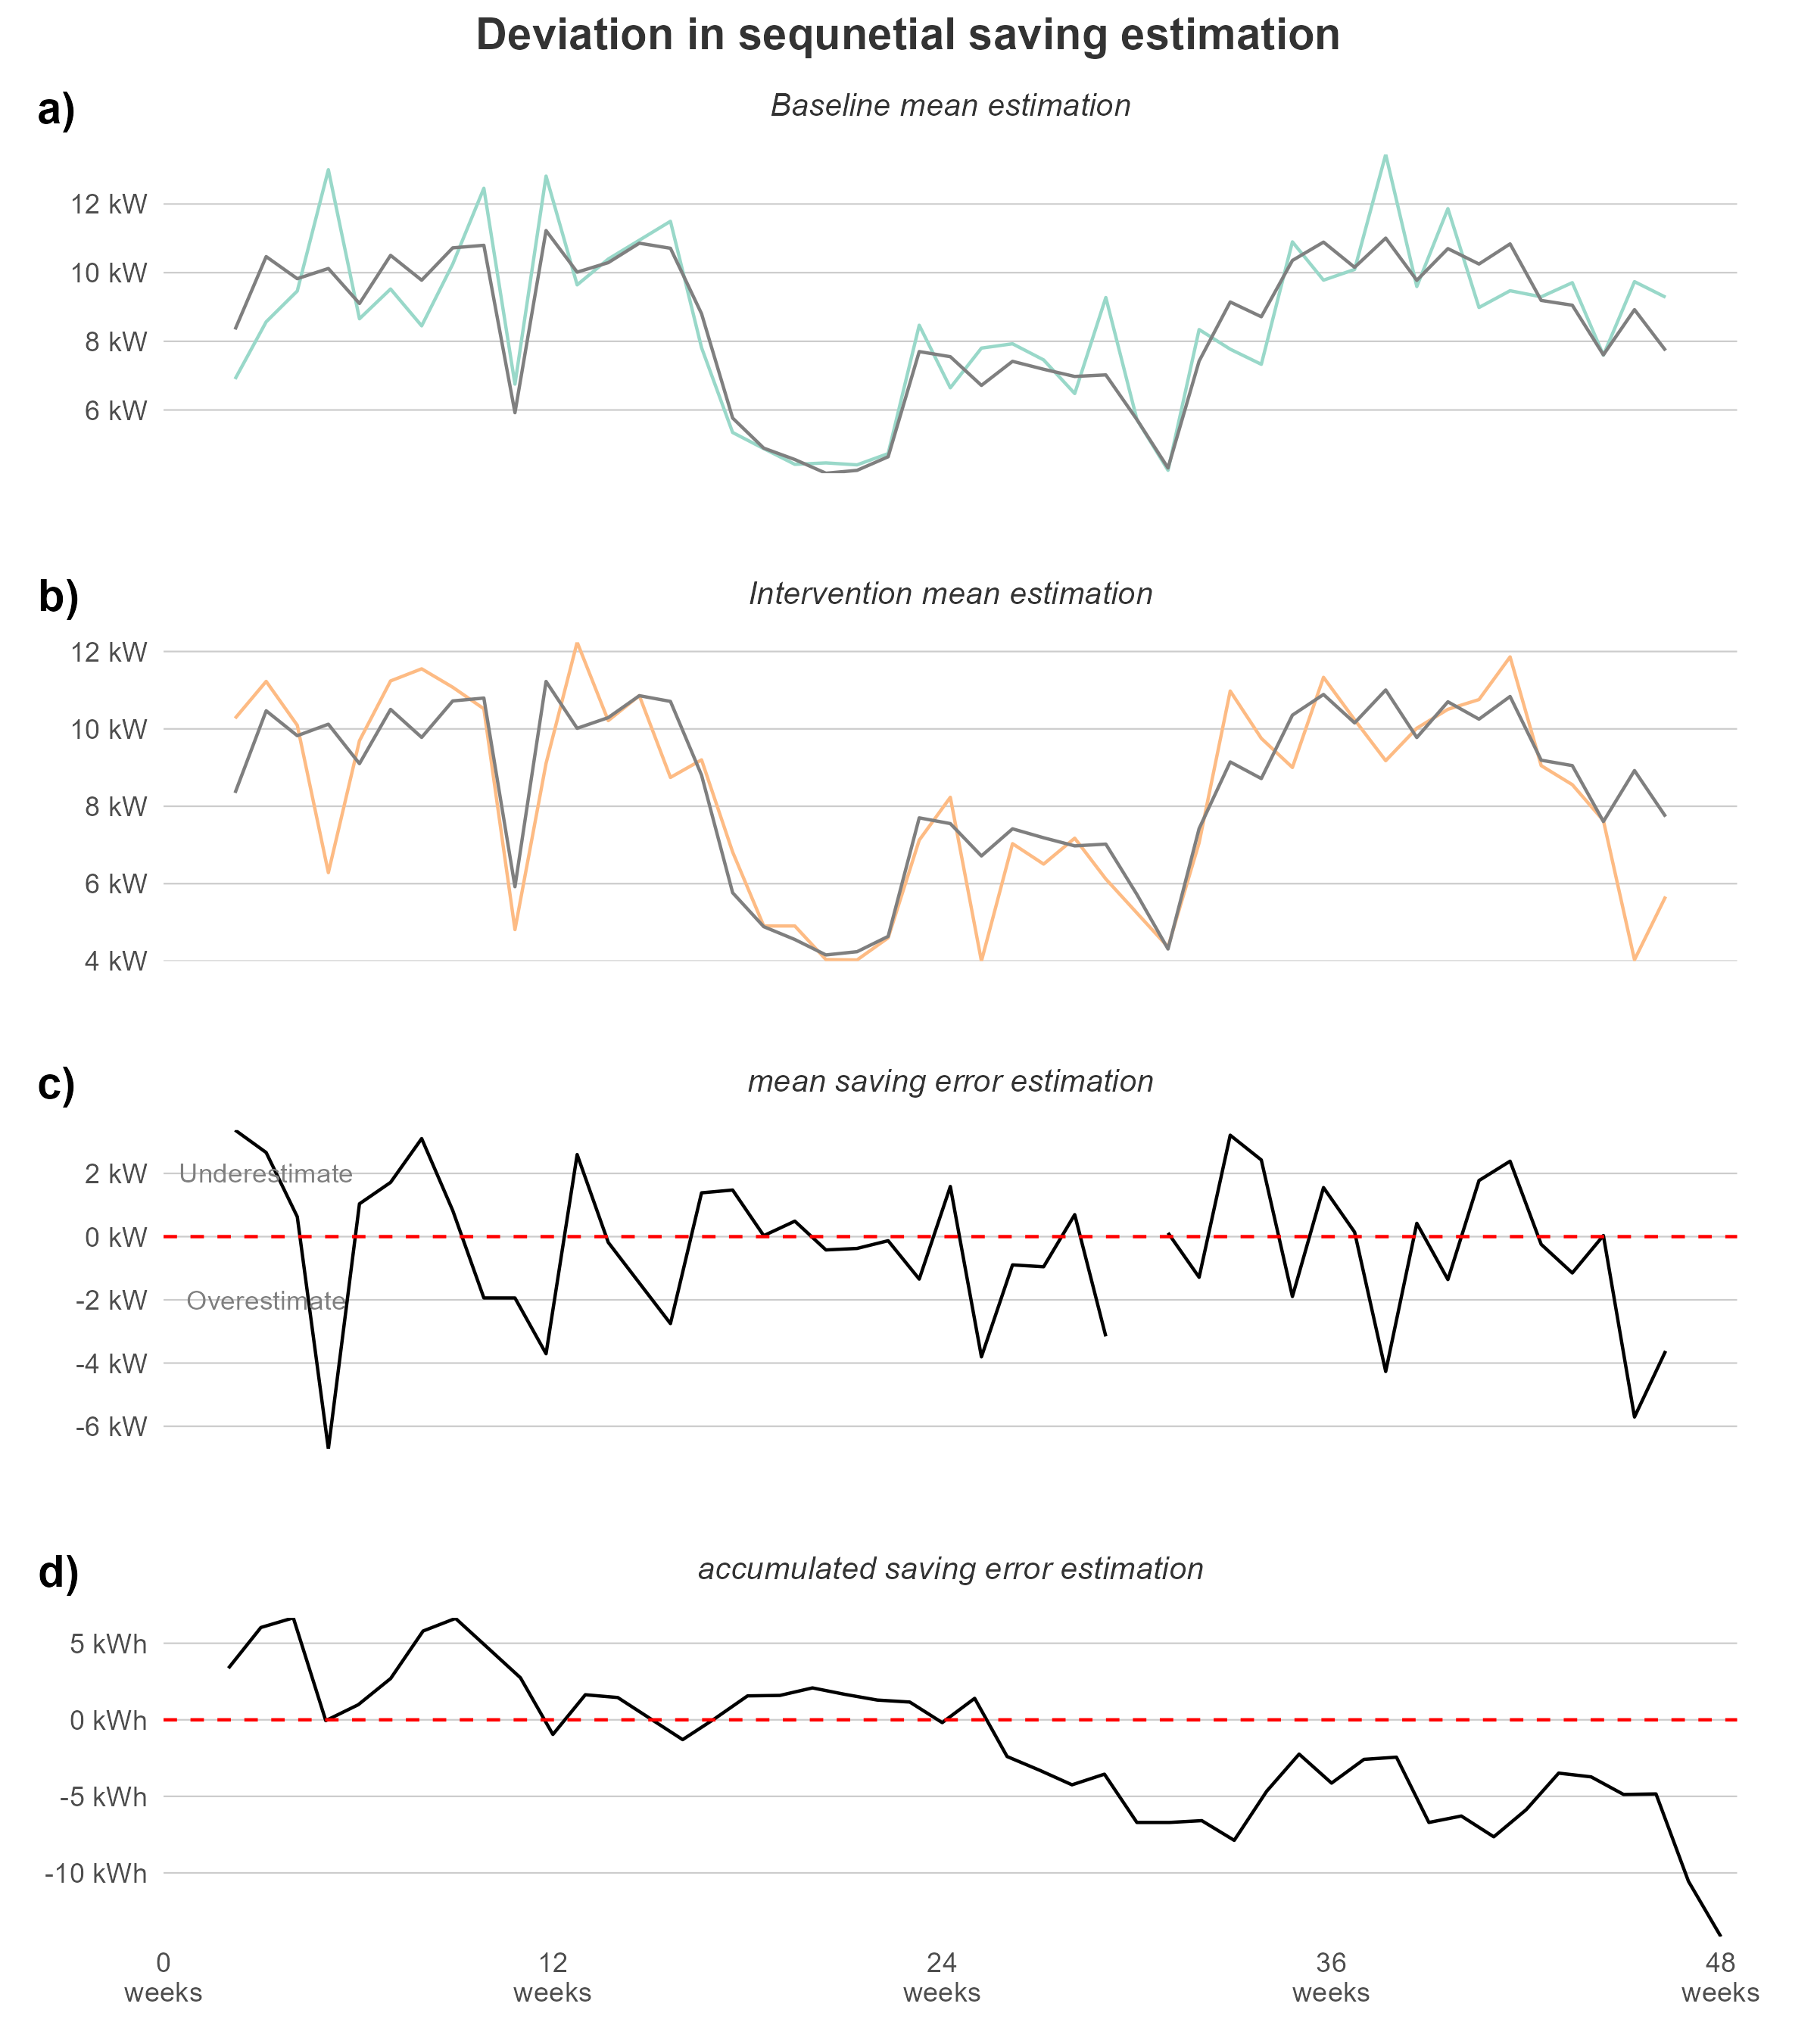 Deviation in sequnetial saving estimation
a)
Baseline mean estimation
12 kW
10 kW
8 kW
6 kW
b)
Intervention mean estimation
12 kW
10 kW
8 kW
6 kW
4 kW
c)
mean saving error estimation
2 kW
Underestimate
0 kW
-2 kW
Overestimate
-4 kW
-6 kW
d)
accumulated saving error estimation
5 kWh
0 kWh
-5 kWh
-10 kWh
0 12 24 36 48
weeks weeks weeks weeks weeks